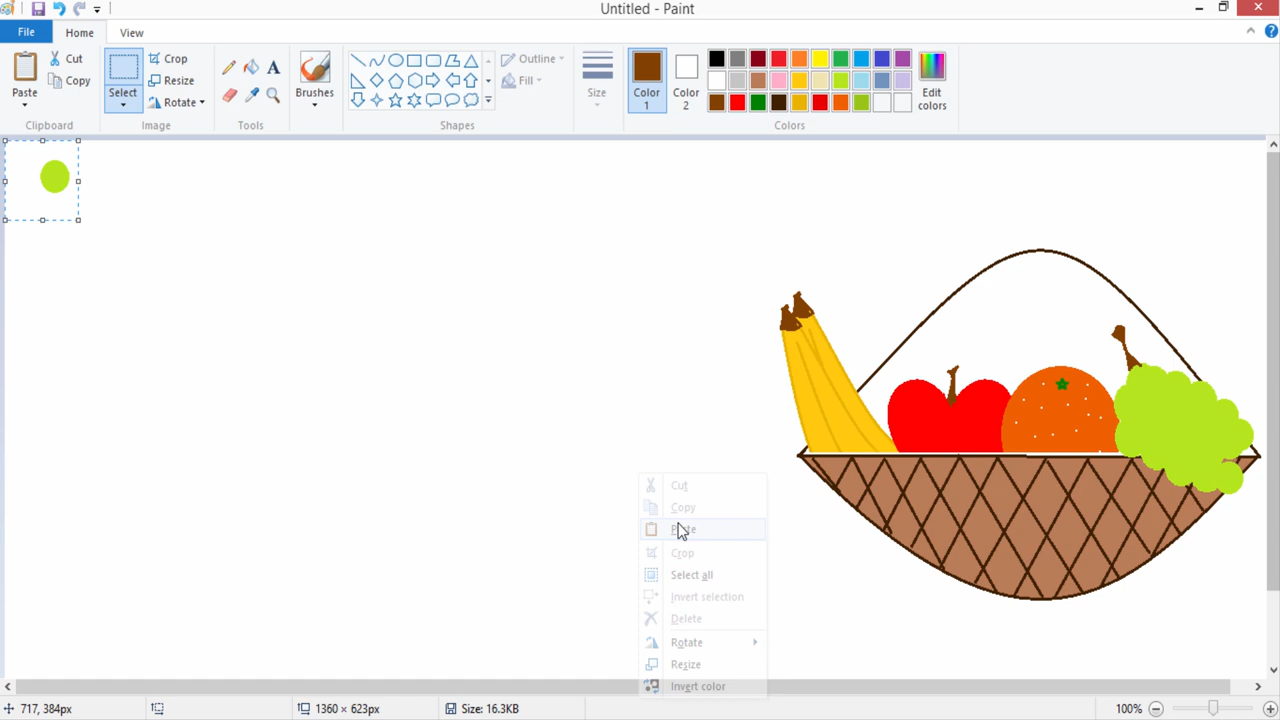 Untitled - Paint
File
Home
View
Paste
Cut
Copy
Clipboard
Select
Crop
Resize
Rotate
Image
A
Tools
Brushes
Shapes
Outline
Fill
Size
Color
1
Color
2
Edit
colors
Colors
Cut
Copy
Paste
Crop
Select all
Invert selection
Delete
Rotate
Resize
Invert color
717, 384px
1360 × 623px
Size: 16.3KB
100%